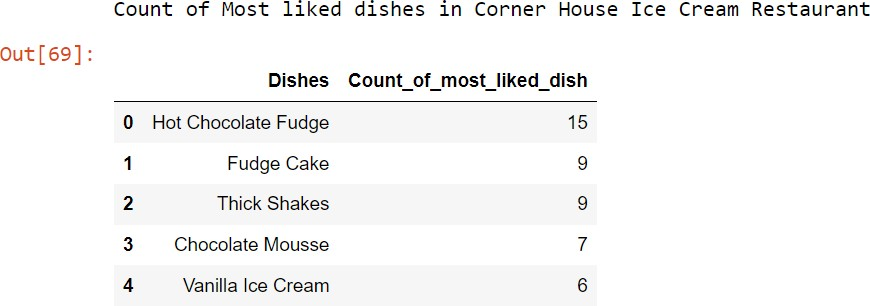 Count of Most liked dishes in Corner House Ice Cream Restaurant
Out[69]:
Dishes Count_of_most_liked_dish
0 Hot Chocolate Fudge 15
1 Fudge Cake 9
2 Thick Shakes 9
3 Chocolate Mousse 7
4 Vanilla Ice Cream 6